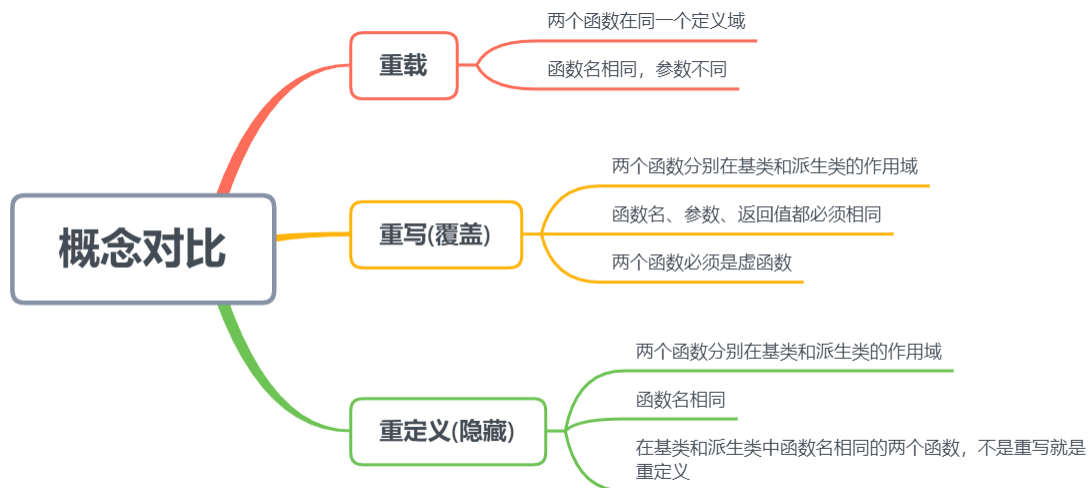 概念对比
重载
两个函数在同一个定义域
函数名相同，参数不同
重写(覆盖)
两个函数分别在基类和派生类的作用域
函数名、参数、返回值都必须相同
两个函数必须是虚函数
重定义(隐藏)
两个函数分别在基类和派生类的作用域
函数名相同
在基类和派生类中函数名相同的两个函数，不是重写就是
重定义